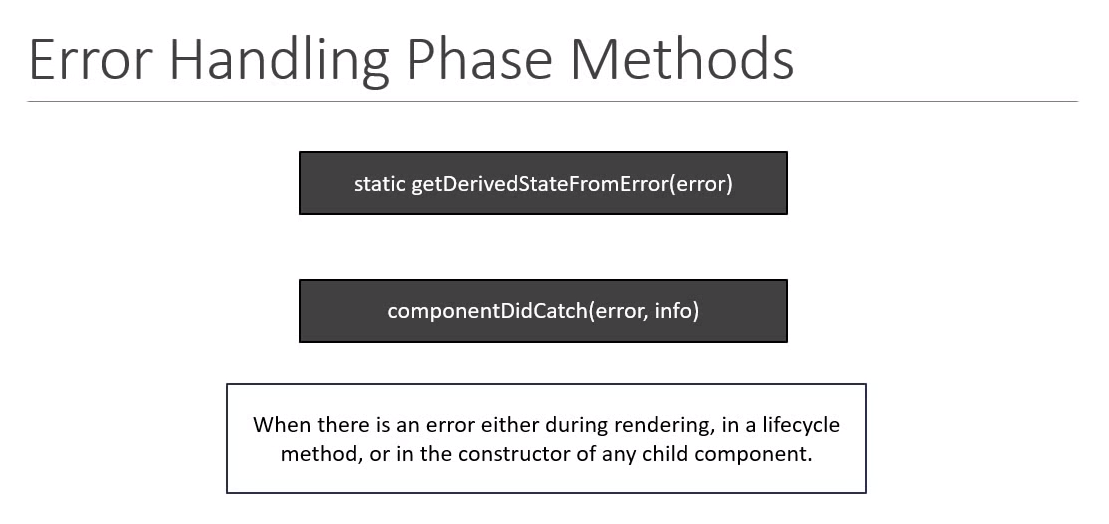 Error Handling Phase Methods
static getDerivedStateFromError(error)
componentDidCatch(error, info)
When there is an error either during rendering, in a lifecycle
method, or in the constructor of any child component.